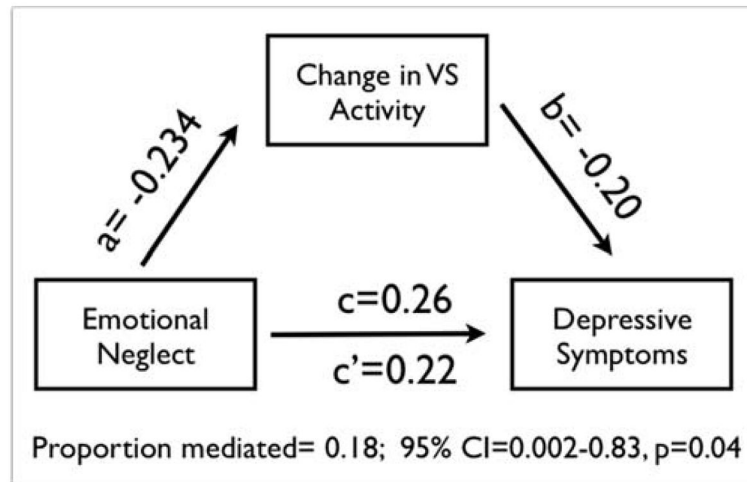 Change in VS
Activity
a= -0.234
b= -0.20
Emotional
Neglect
c=0.26
c'=0.22
Depressive
Symptoms
Proportion mediated= 0.18; 95% CI=0.002-0.83, p=0.04